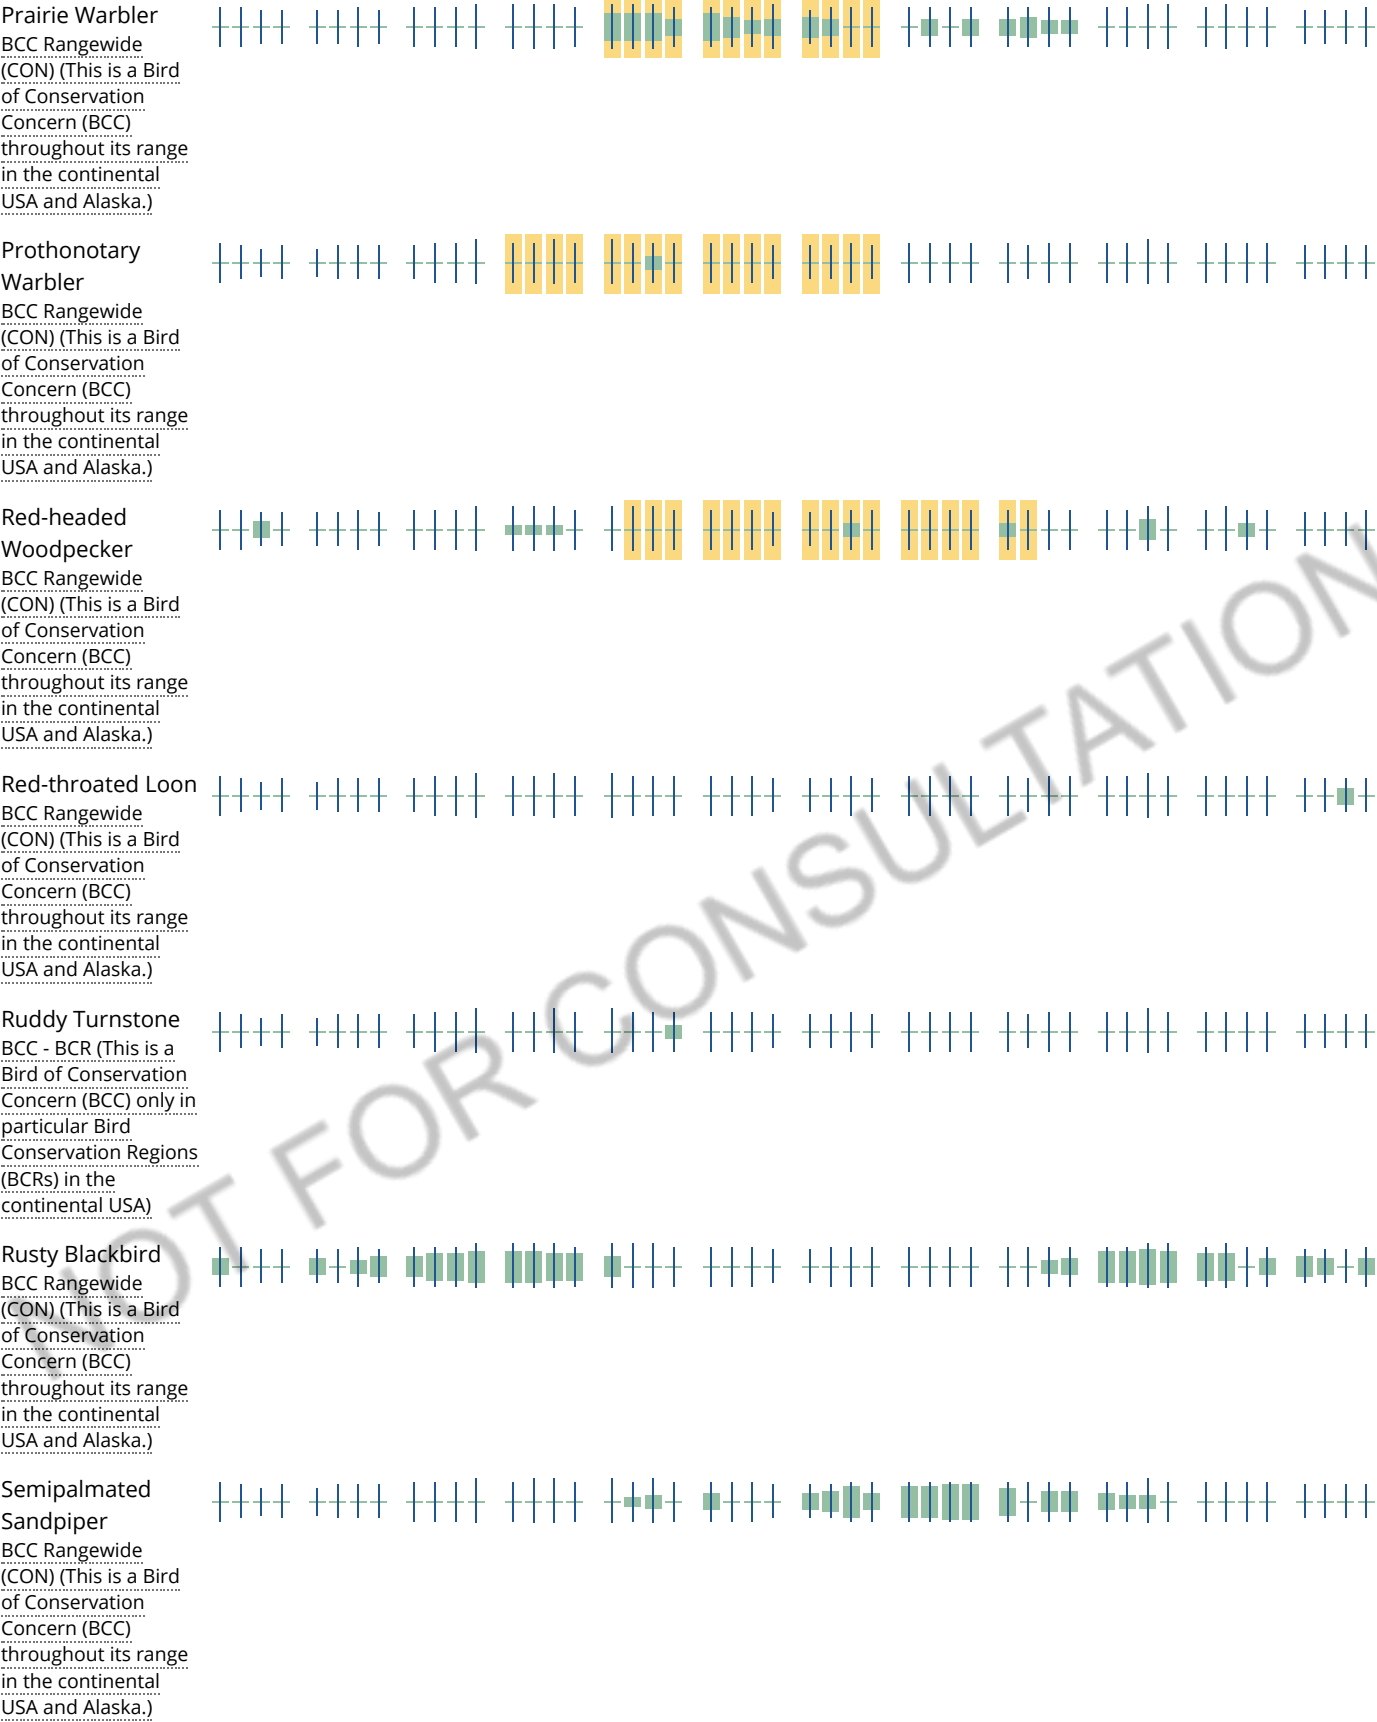 Prairie Warbler
BCC Rangewide
(CON) (This is a Bird
of Conservation
Concern (BCC)
throughout its range
in the continental
USA and Alaska.)
Prothonotary
Warbler
BCC Rangewide
(CON) (This is a Bird
of Conservation
Concern (BCC)
throughout its range
in the continental
USA and Alaska.)
Red-headed
Woodpecker
BCC Rangewide
(CON) (This is a Bird
of Conservation
Concern (BCC)
throughout its range
in the continental
USA and Alaska.)
Red-throated Loon
BCC Rangewide
(CON) (This is a Bird
of Conservation
Concern (BCC)
throughout its range
in the continental
USA and Alaska.)
Ruddy Turnstone
BCC - BCR (This is a
Bird of Conservation
Concern (BCC) only in
particular Bird
Conservation Regions
(BCRs) in the
continental USA)
Rusty Blackbird
BCC Rangewide
(CON) (This is a Bird
of Conservation
Concern (BCC)
throughout its range
in the continental
USA and Alaska.)
Semipalmated
Sandpiper
BCC Rangewide
(CON) (This is a Bird
of Conservation
Concern (BCC)
throughout its range
in the continental
USA and Alaska.)
NOT FOR CONSULTATION